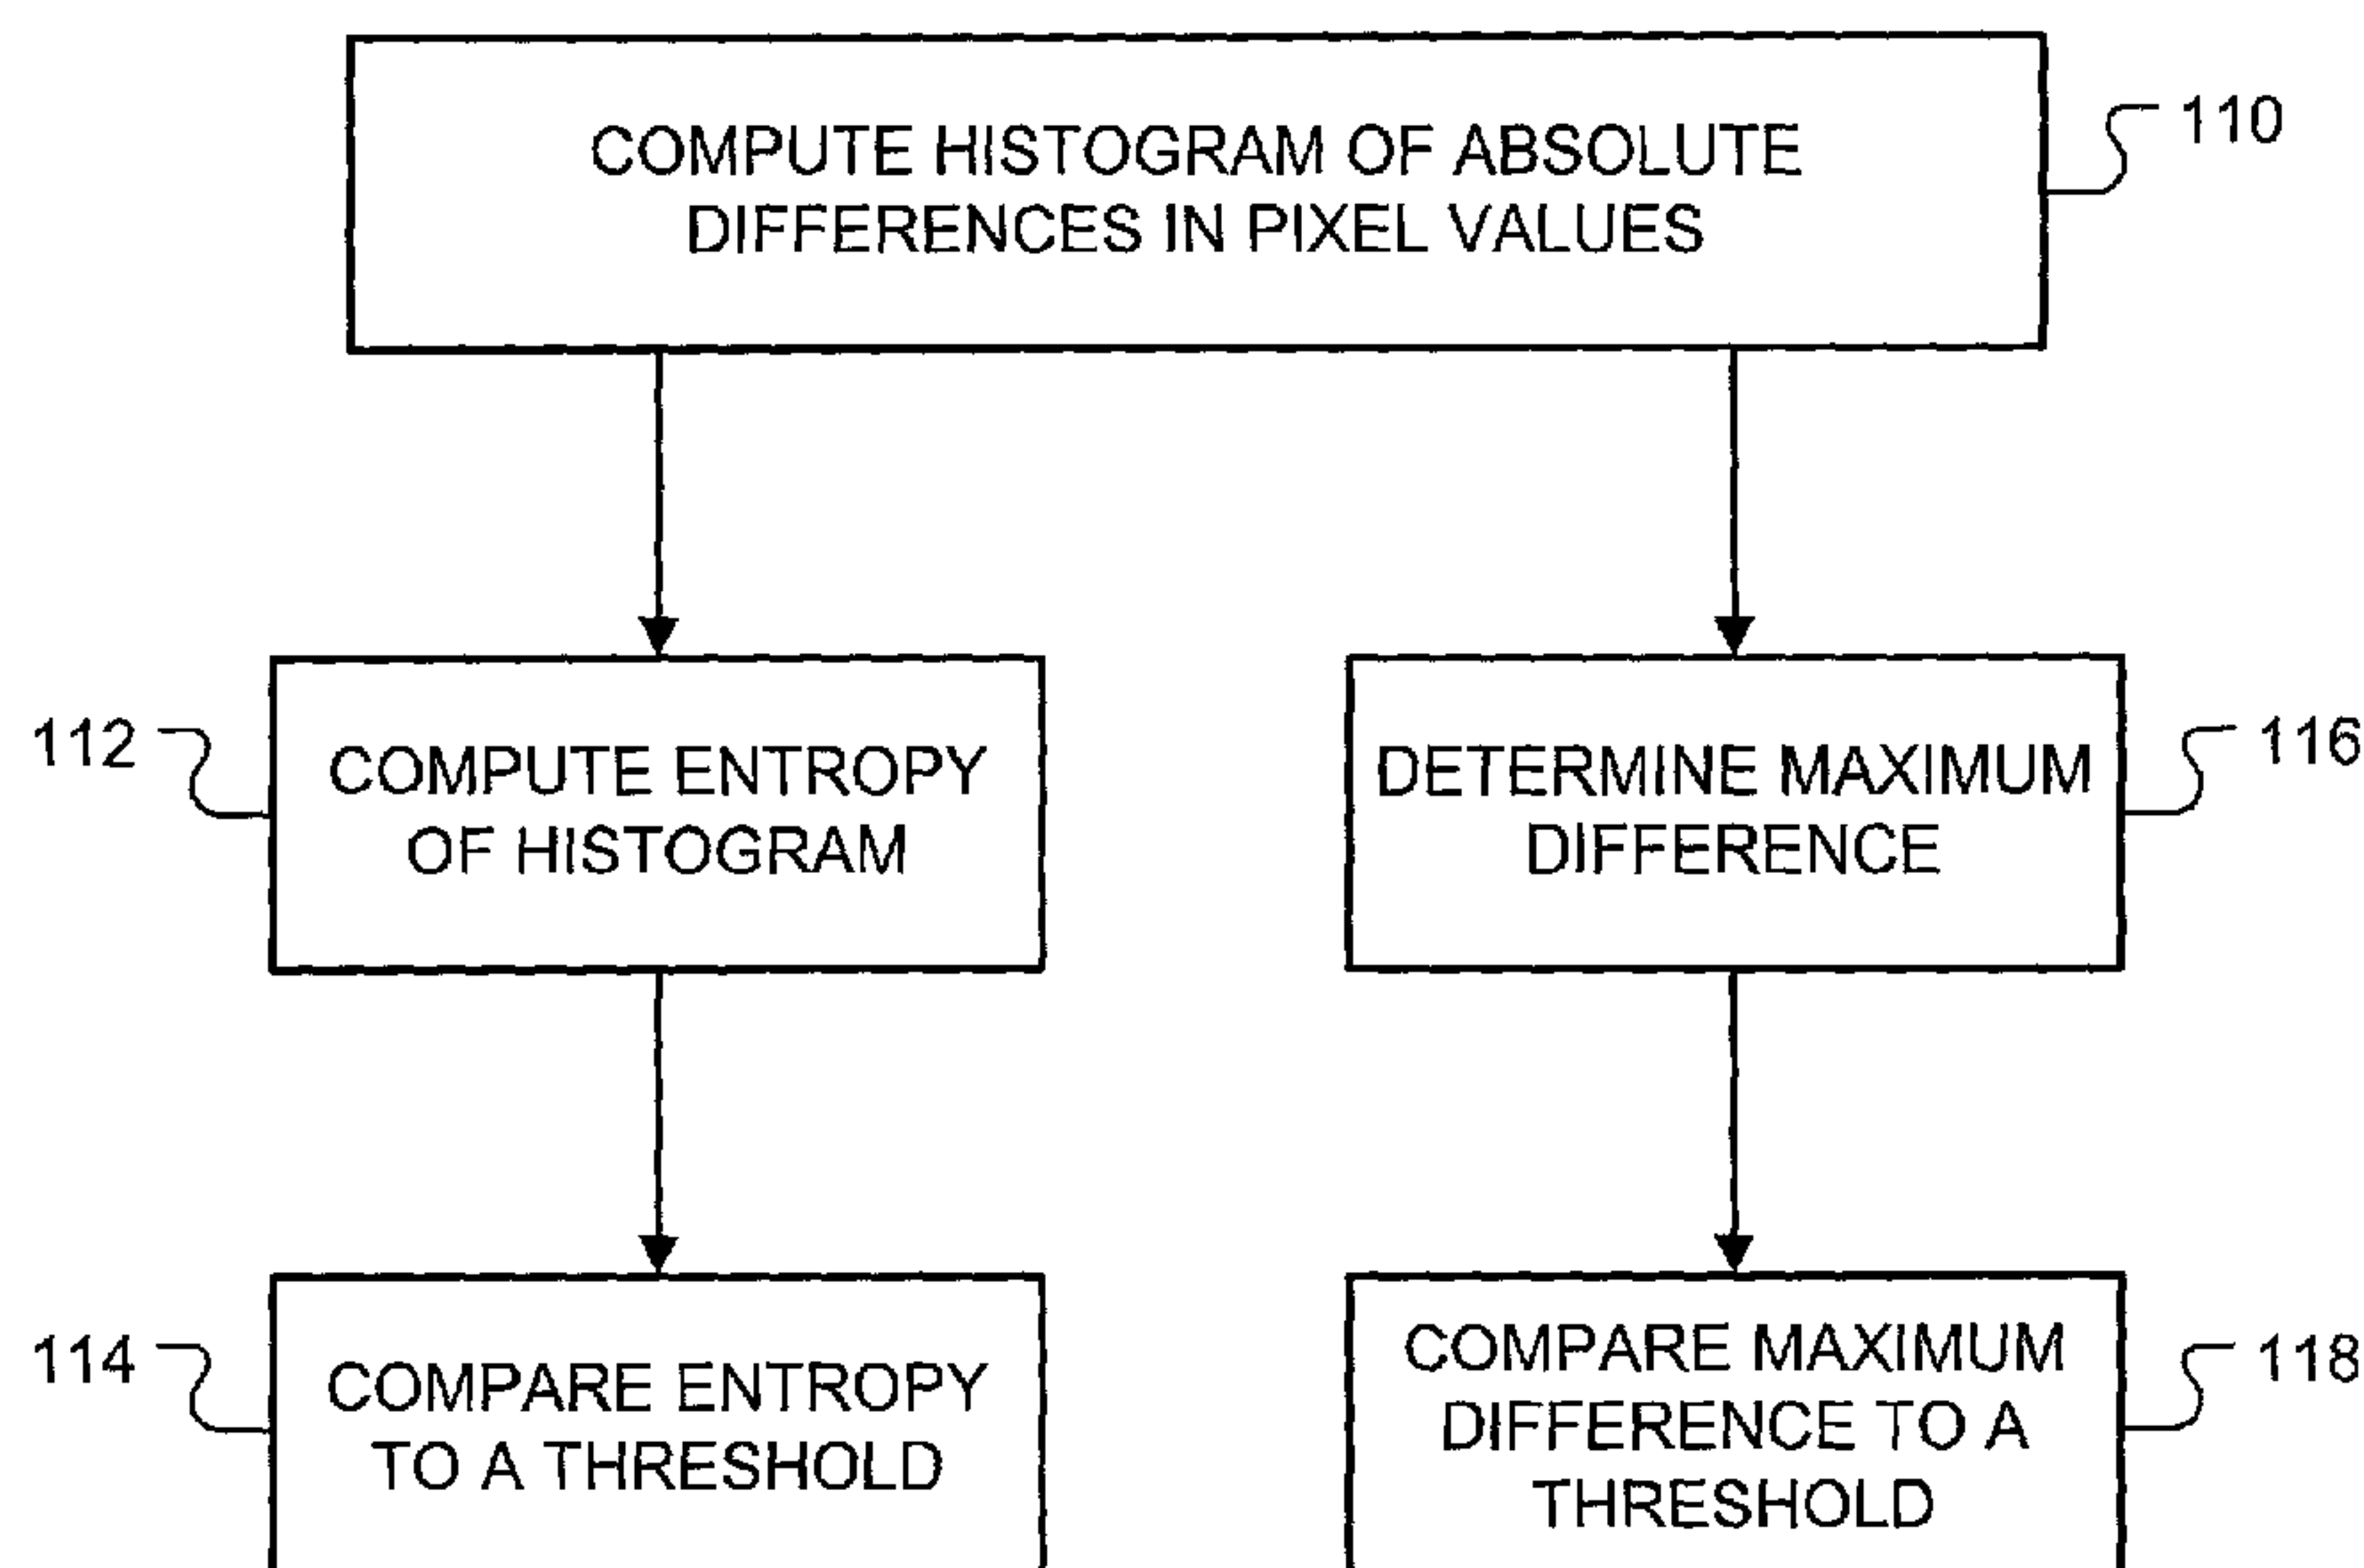 COMPUTE HISTOGRAM OF ABSOLUTE
DIFFERENCES IN PIXEL VALUES
110
112
COMPUTE ENTROPY
OF HISTOGRAM
DETERMINE MAXIMUM
DIFFERENCE
116
114
COMPARE ENTROPY
TO A THRESHOLD
COMPARE MAXIMUM
DIFFERENCE TO A
THRESHOLD
118